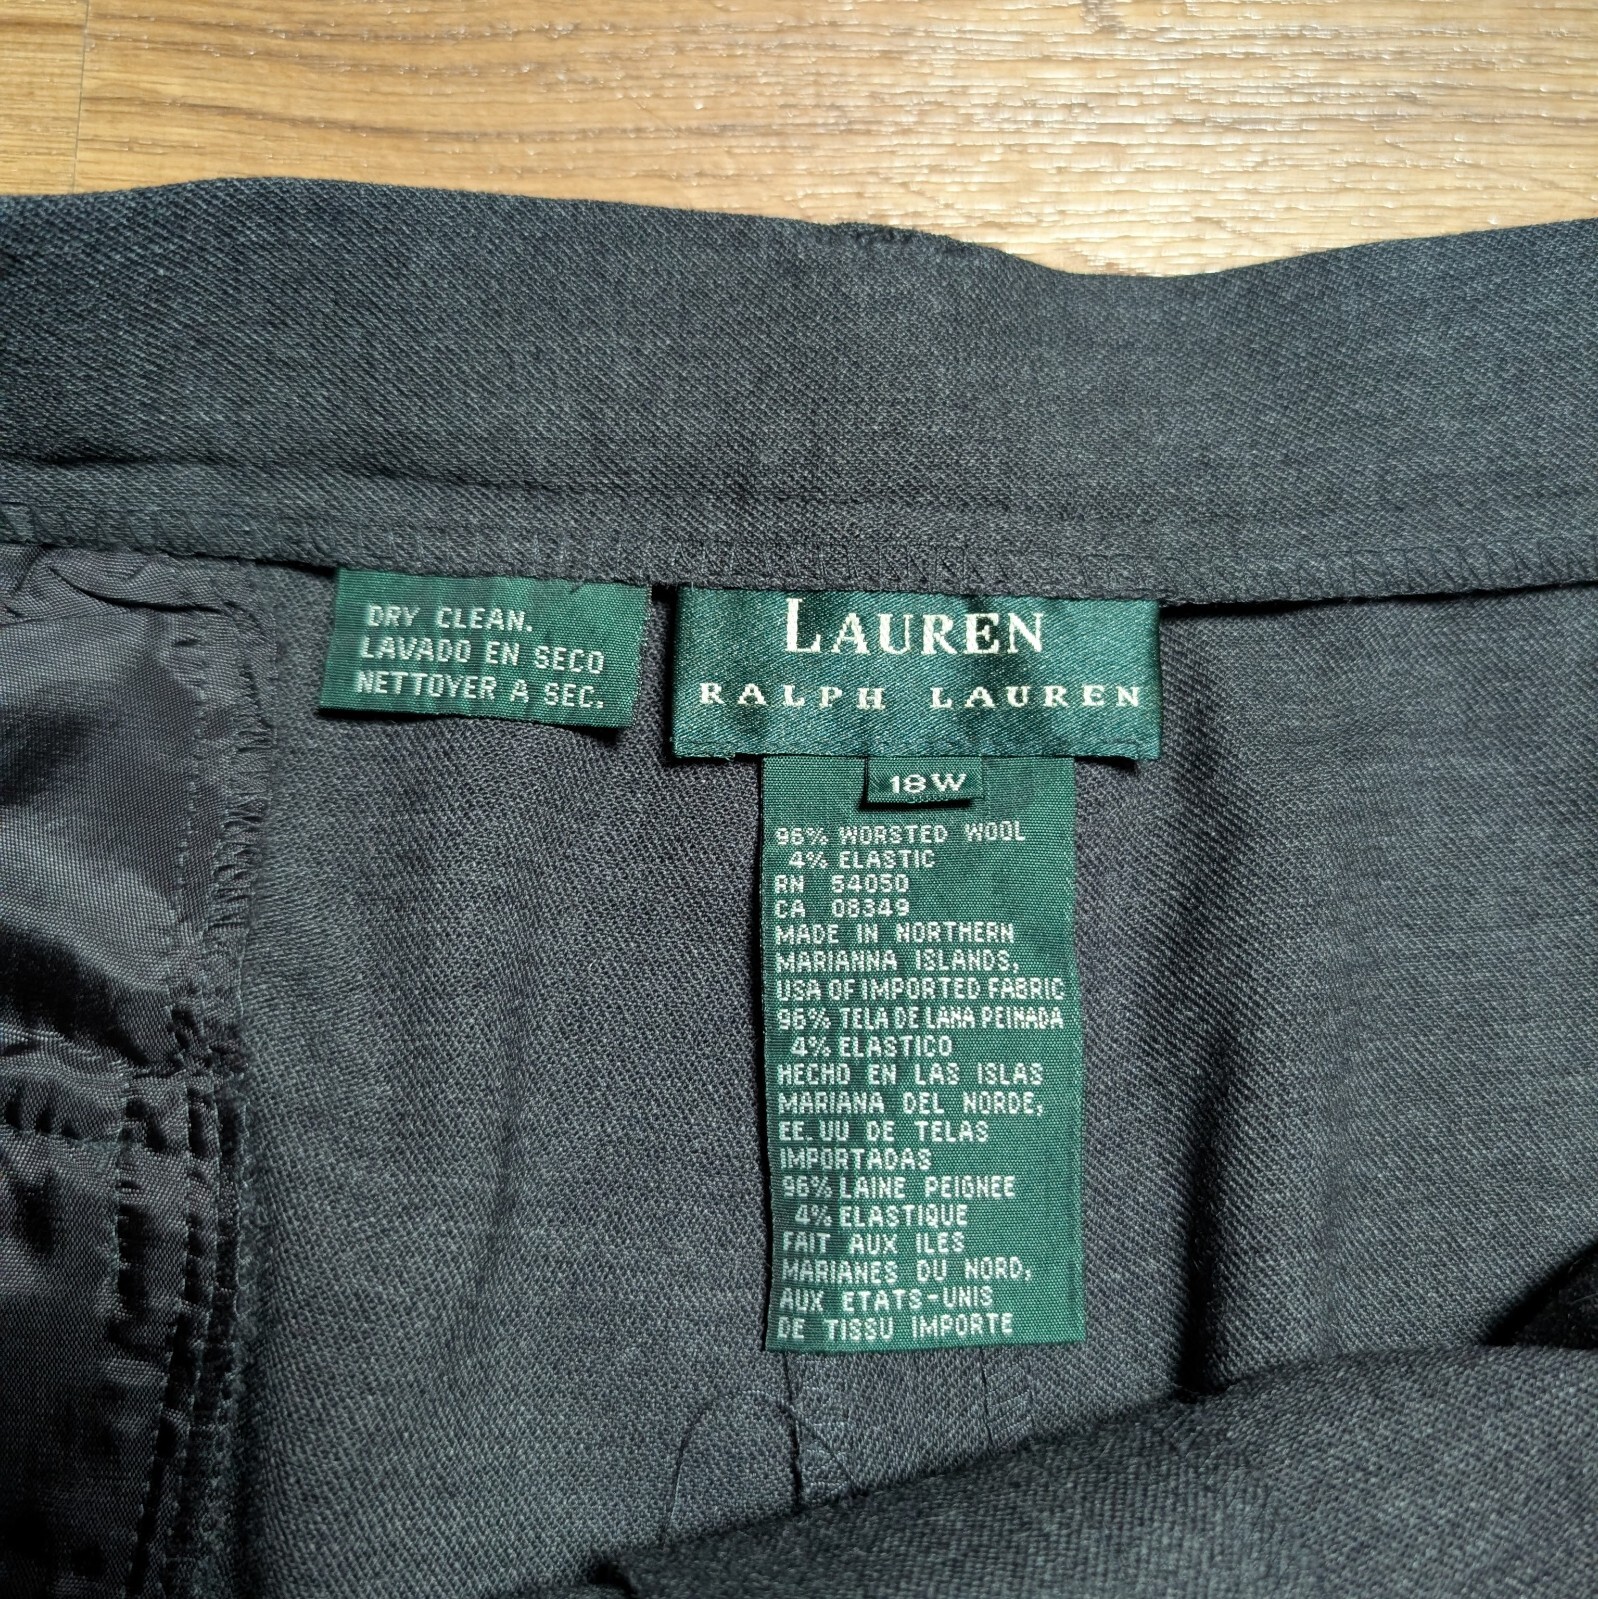 DRY CLEAN.
LAVADO EN SECO
NETTOYER A SEC.
LAUREN
RALPH LAUREN
18W
96% WORSTED WOOL
4% ELASTIC
RN 54050
CA 08349
MADE IN NORTHERN
MARIANNA ISLANDS,
USA OF IMPORTED FABRIC
96% TELA DE LANA PEINADA
4% ELASTICO
HECHO EN LAS ISLAS
MARIANA DEL NORDE,
EE. UU DE TELAS
IMPORTADAS
96% LAINE PEIGNEE
4% ELASTIQUE
FAIT AUX ILES
MARIANES DU NORD,
AUX ETATS-UNIS
DE TISSU IMPORTE